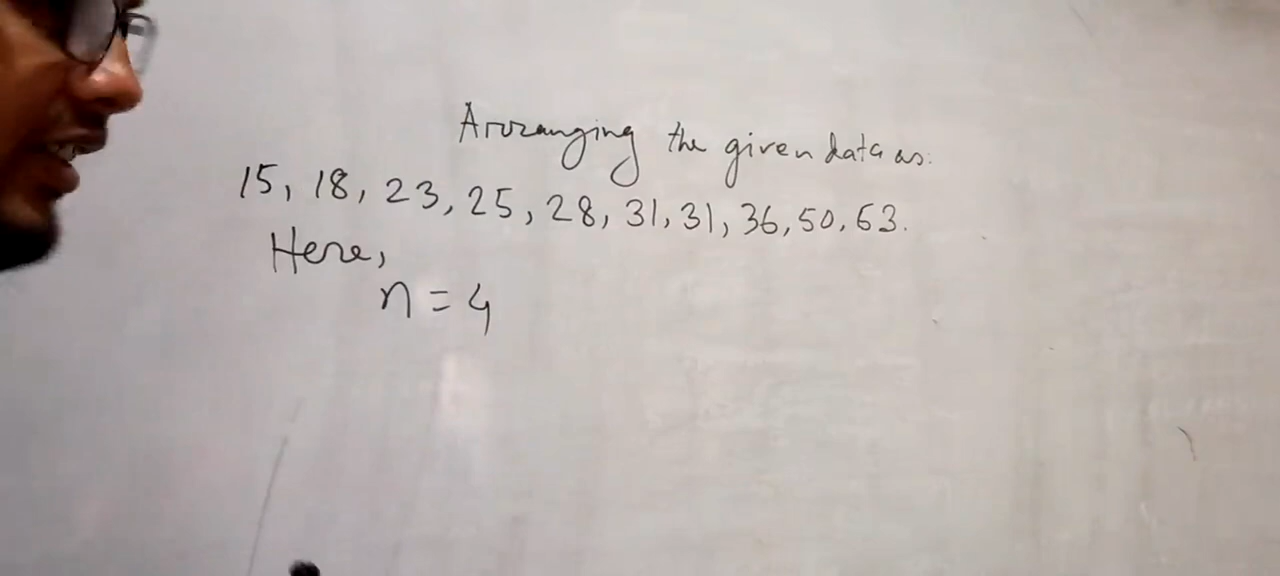 Arranging the given data as:
15, 18, 23, 25, 28, 31, 31, 36, 50, 63.
Here,
n = 4